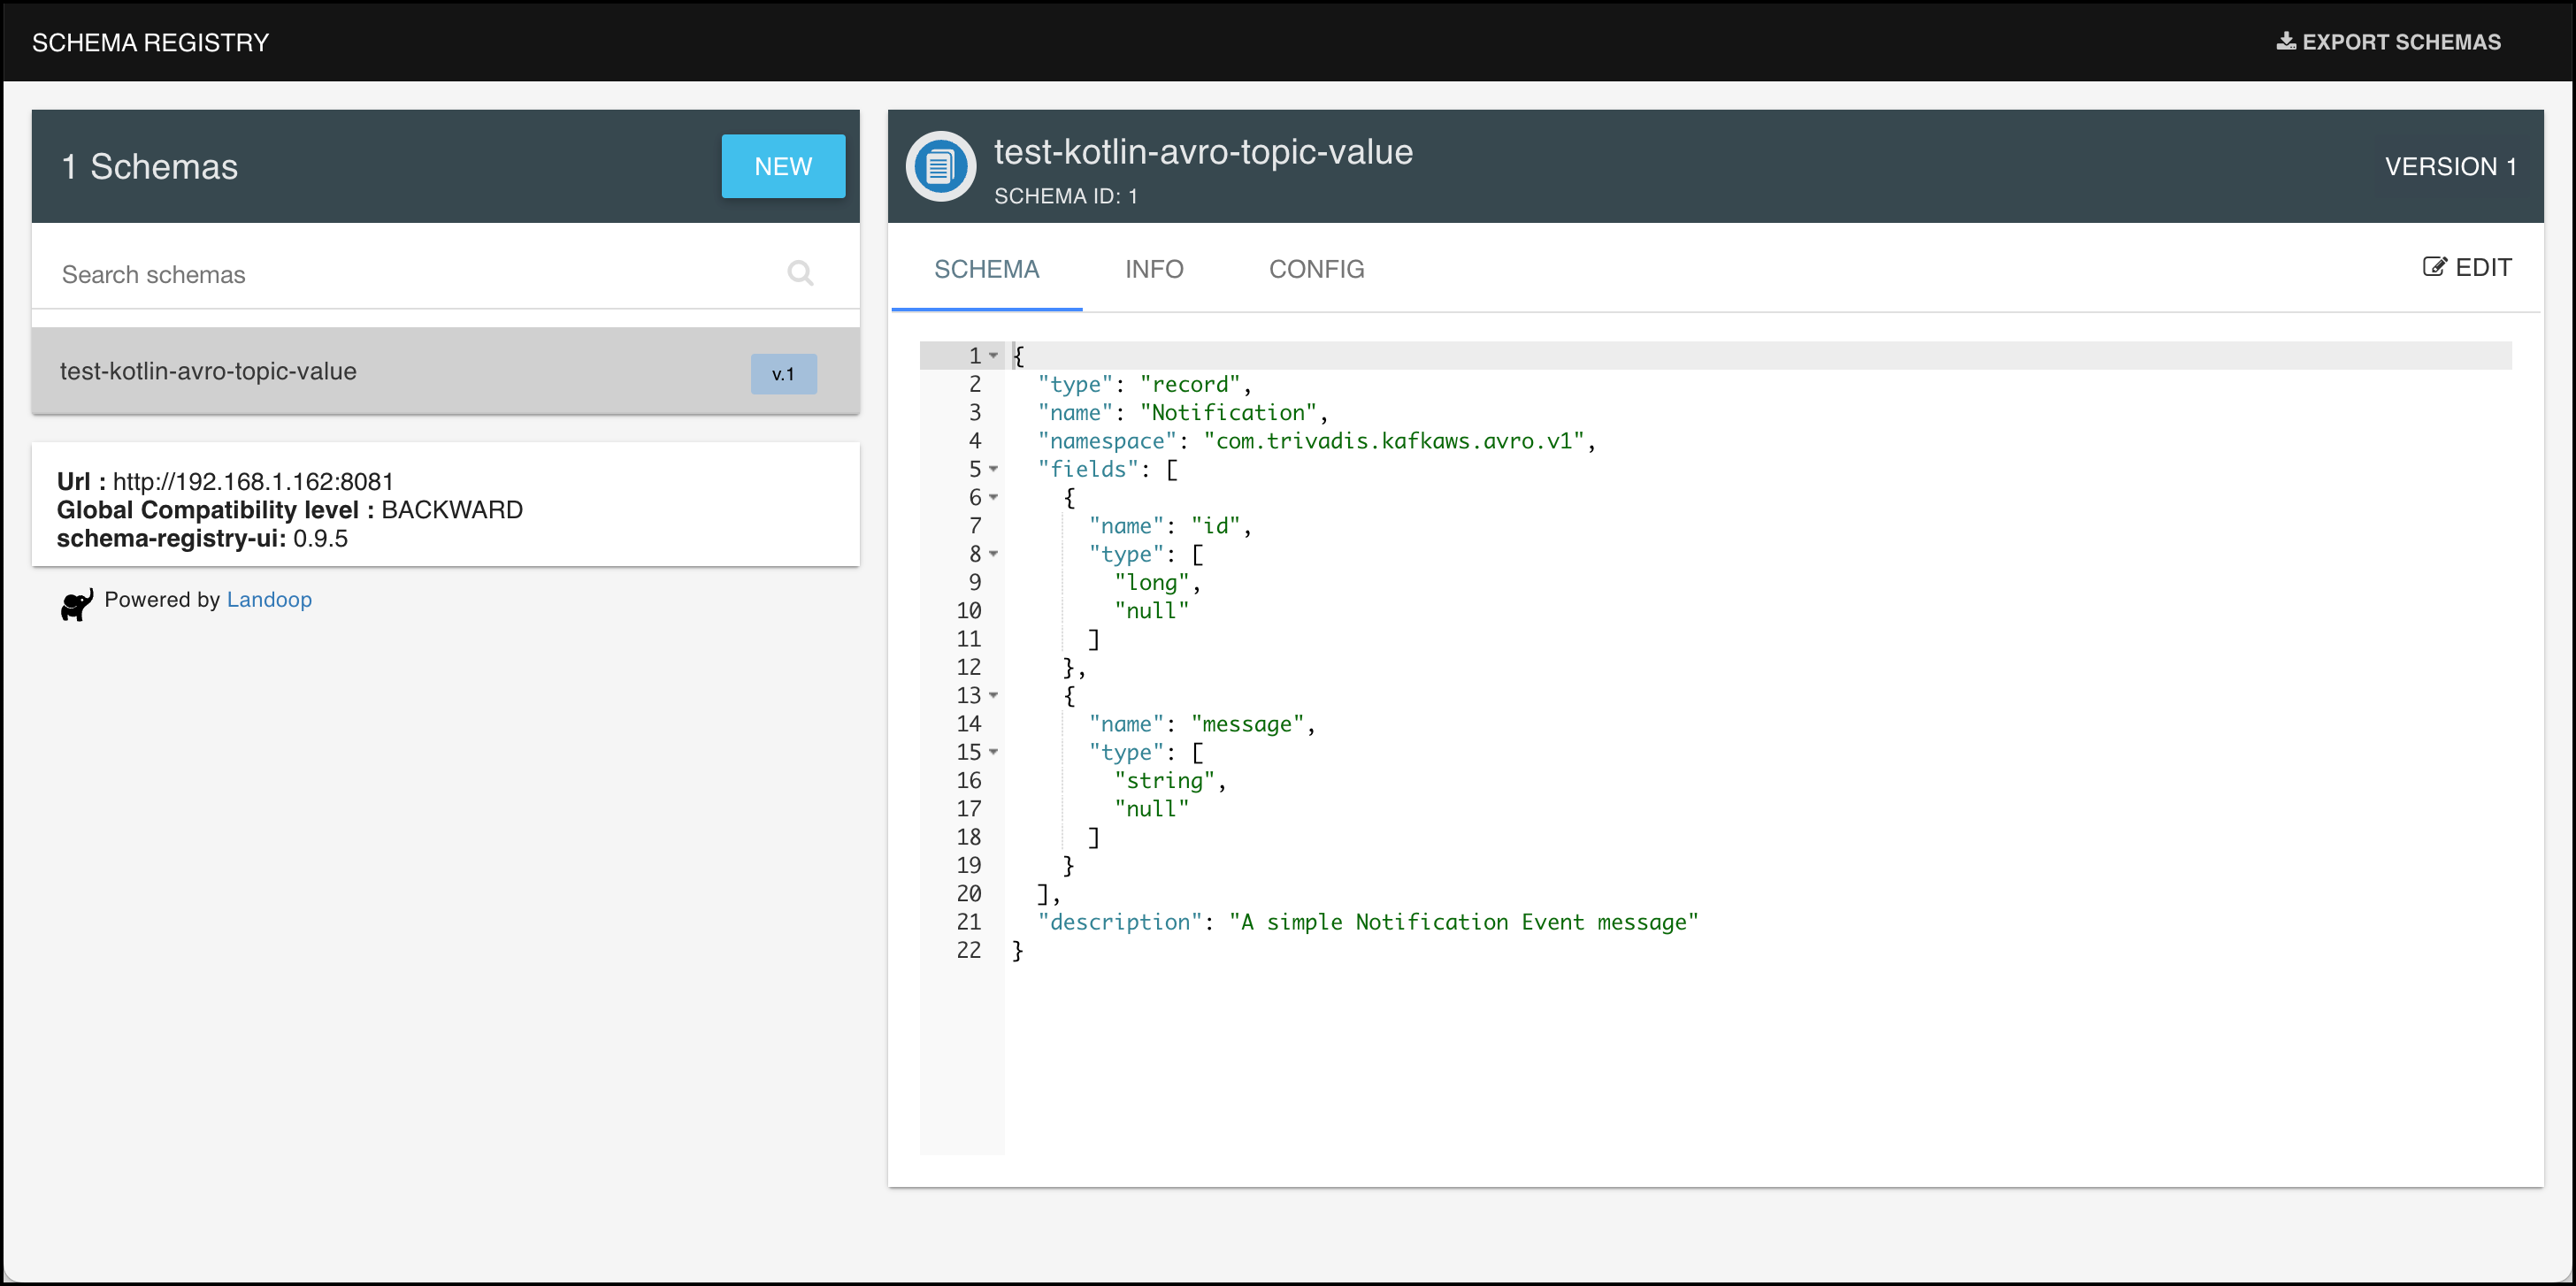 SCHEMA REGISTRY
EXPORT SCHEMAS
1 Schemas
NEW
Search schemas
test-kotlin-avro-topic-value
v.1
Url : http://192.168.1.162:8081
Global Compatibility level : BACKWARD
schema-registry-ui: 0.9.5
Powered by Landoop
test-kotlin-avro-topic-value
SCHEMA ID: 1
VERSION 1
SCHEMA INFO CONFIG
EDIT
1 {
2   "type": "record",
3   "name": "Notification",
4   "namespace": "com.trivadis.kafkaws.avro.v1",
5   "fields": [
6     {
7       "name": "id",
8       "type": [
9         "long",
10         "null"
11       ]
12     },
13     {
14       "name": "message",
15       "type": [
16         "string",
17         "null"
18       ]
19     }
20   ],
21   "description": "A simple Notification Event message"
22 }